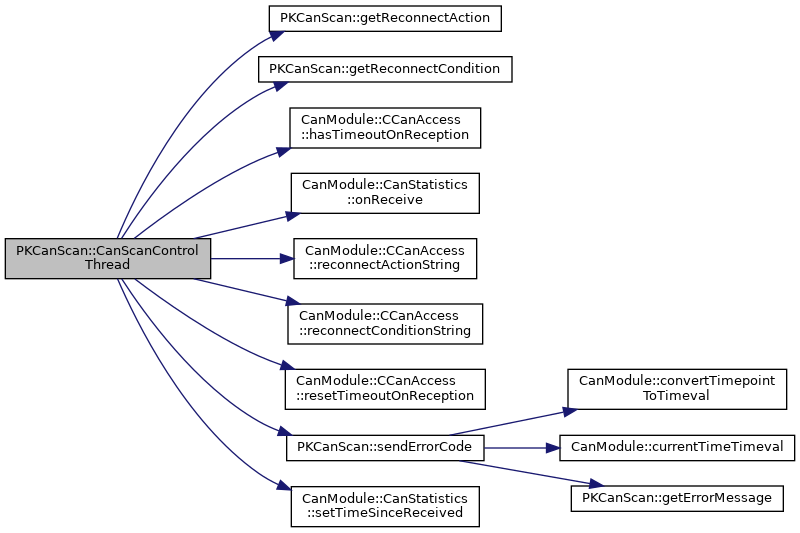 PKCanScan::getReconnectAction
PKCanScan::getReconnectCondition
CanModule::CCanAccess
::hasTimeoutOnReception
CanModule::CanStatistics
::onReceive
PKCanScan::CanScanControl
Thread
CanModule::CCanAccess
::reconnectActionString
CanModule::CCanAccess
::reconnectConditionString
CanModule::CCanAccess
::resetTimeoutOnReception
PKCanScan::sendErrorCode
CanModule::CanStatistics
::setTimeSinceReceived
CanModule::convertTimepoint
ToTimeval
CanModule::currentTimeTimeval
PKCanScan::getErrorMessage